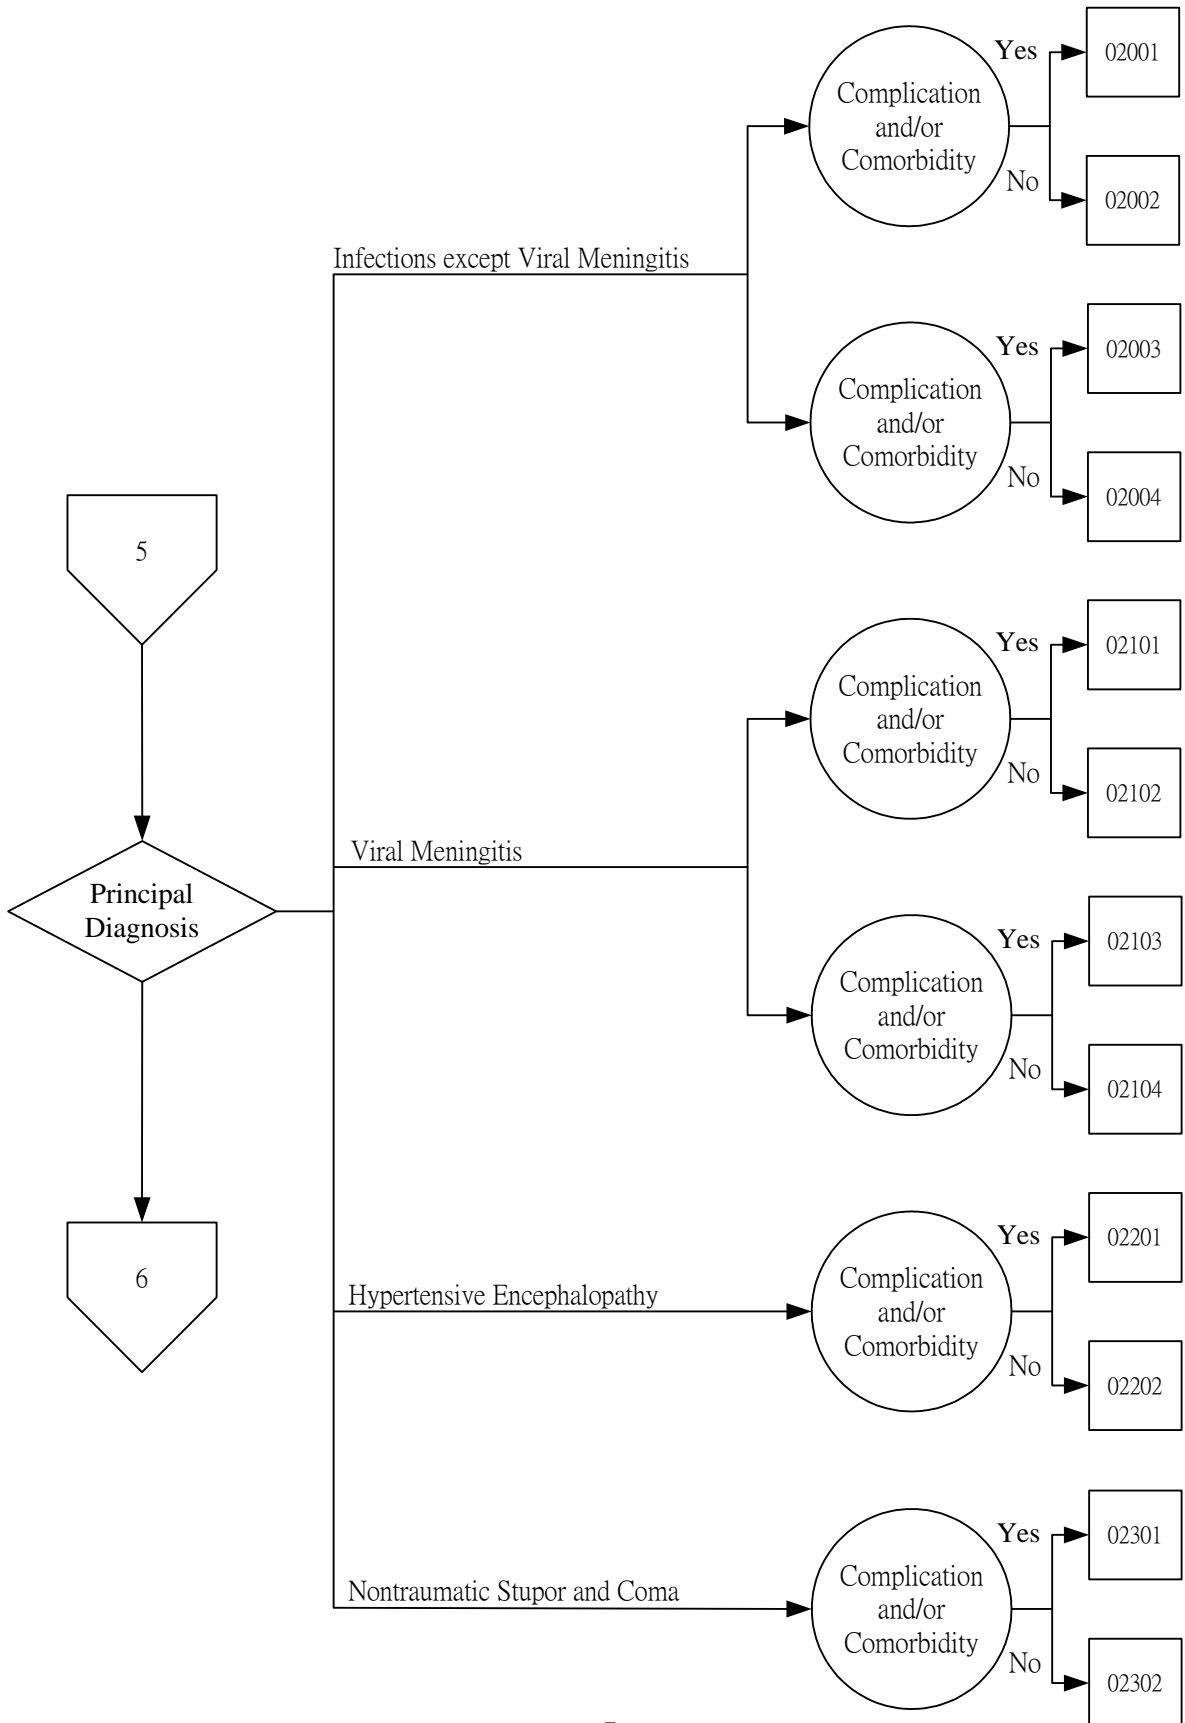 Yes
02001
Complication
and/or
Comorbidity
No
02002
Infections except Viral Meningitis
Yes
02003
Complication
and/or
Comorbidity
No
02004
5
Yes
02101
Complication
and/or
Comorbidity
No
02102
Viral Meningitis
Principal
Diagnosis
Yes
02103
Complication
and/or
Comorbidity
No
02104
6
Yes
02201
Complication
and/or
Comorbidity
Hypertensive Encephalopathy
No
02202
Yes
02301
Complication
and/or
Comorbidity
Nontraumatic Stupor and Coma
No
02302